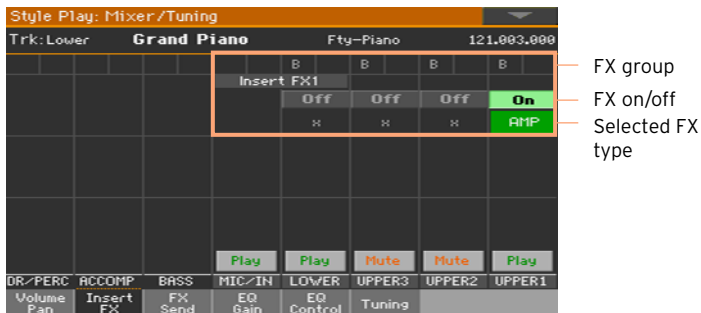 Style Play: Mixer/Tuning
Trk:Lower Grand Piano Fty-Piano 121.003.000
B B B B
Insert FX1
Off Off Off On
x x x AMP
FX group
FX on/off
Selected FX
type
Play Play Mute Mute Play
DR/PERC ACCOMP BASS MIC/IN LOWER UPPER3 UPPER2 UPPER1
Volume Pan Insert FX FX Send EQ Gain EQ Control Tuning